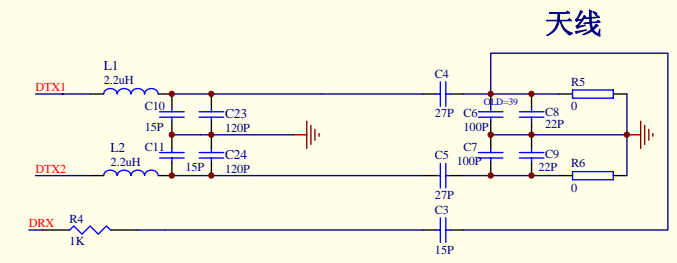 天线
L1
2.2uH
DTX1
C10
15P
C23
120P
C4
27P
OLD=39
C6
100P
C8
22P
R5
0
L2
2.2uH
DTX2
C11
15P
C24
120P
C5
27P
C7
100P
C9
22P
R6
0
DRX
R4
1K
C3
15P